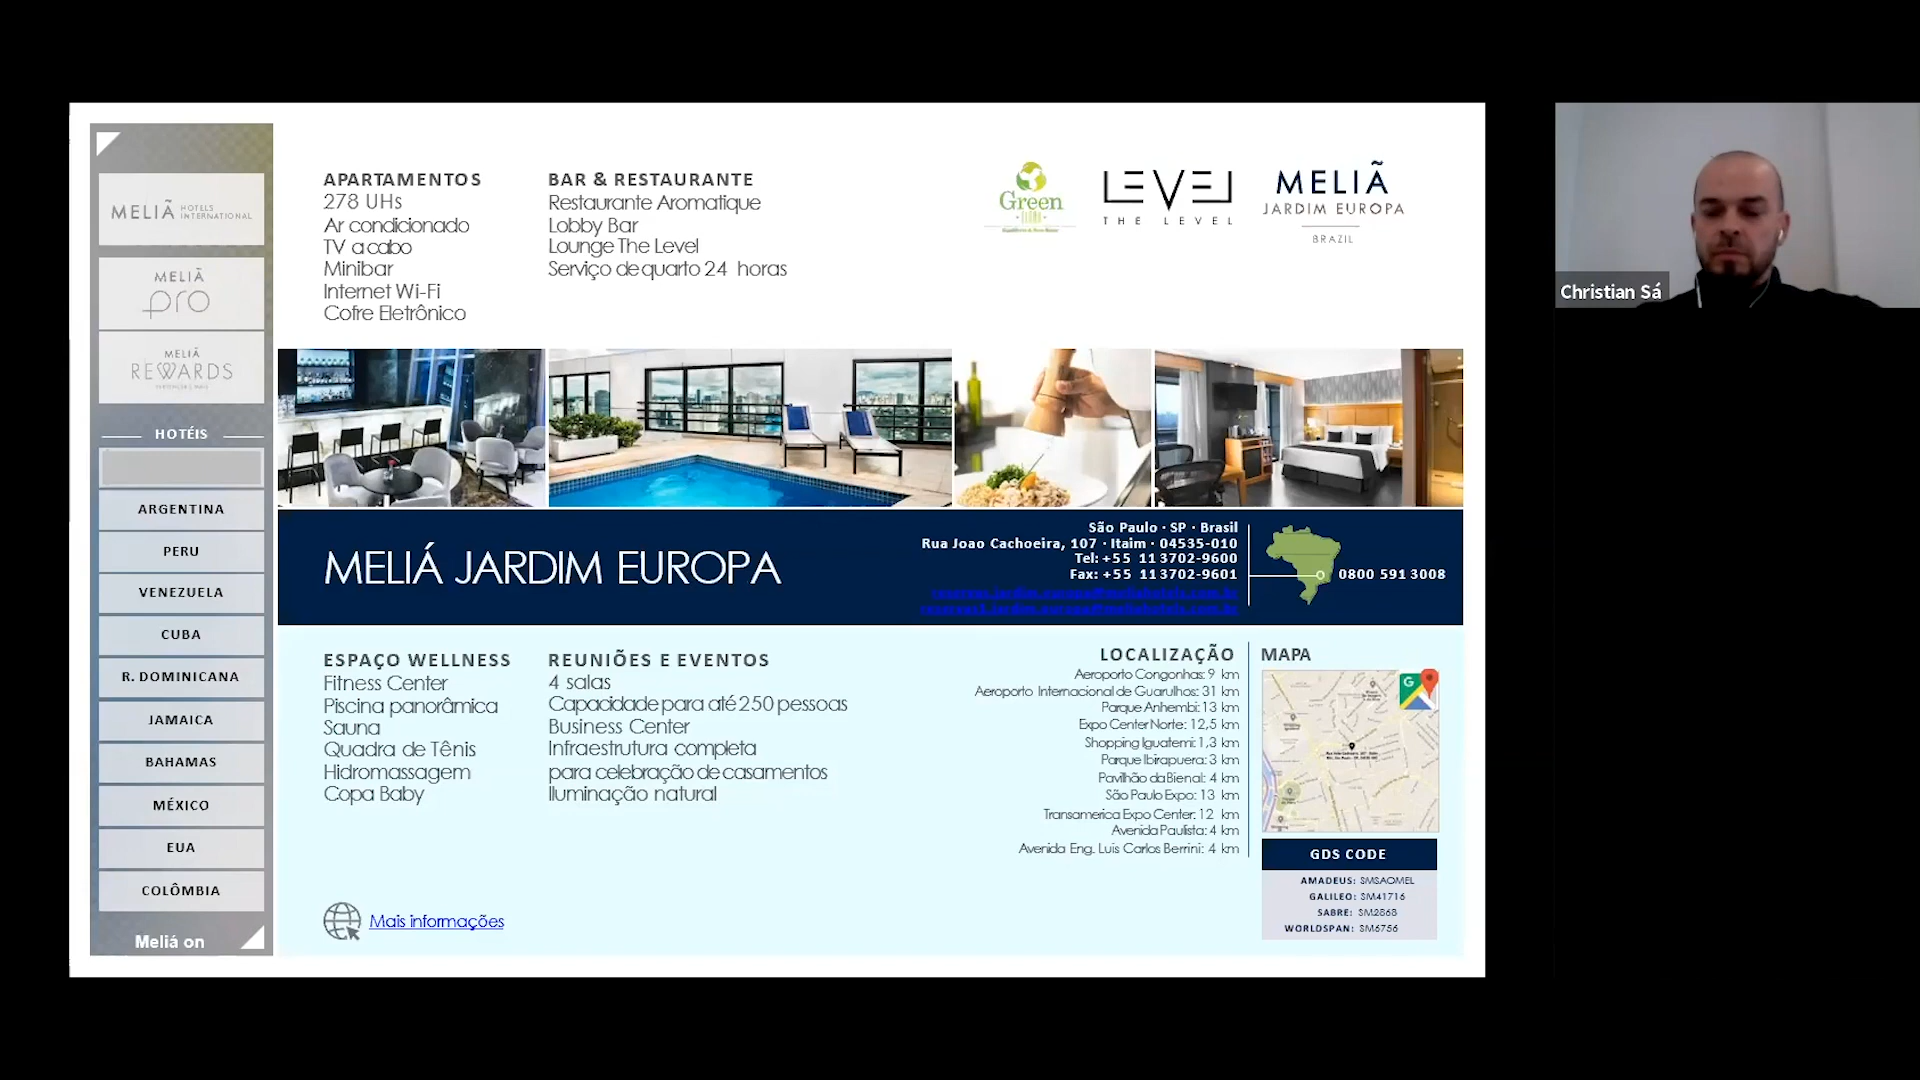 MELIÃ HOTELS INTERNATIONAL
MELIÃ
pro
MELIÃ
REWARDS
HOTÉIS
ARGENTINA
PERU
VENEZUELA
CUBA
R. DOMINICANA
JAMAICA
BAHAMAS
MÉXICO
EUA
COLÔMBIA
Meliá on
APARTAMENTOS
278 UHs
Ar condicionado
TV a cabo
Minibar
Internet Wi-Fi
Cofre Eletrônico
BAR & RESTAURANTE
Restaurante Aromatique
Lobby Bar
Lounge The Level
Serviço de quarto 24 horas
Green
LEVEL
THE LEVEL
MELIÃ
JARDIM EUROPA
BRAZIL
MELIÁ JARDIM EUROPA
São Paulo · SP · Brasil
Rua Joao Cachoeira, 107 · Itaim · 04535-010
Tel: +55 11 3702-9600
Fax: +55 11 3702-9601
0800 591 3008
ESPAÇO WELLNESS
Fitness Center
Piscina panorâmica
Sauna
Quadra de Tênis
Hidromassagem
Copa Baby
REUNIÕES E EVENTOS
4 salas
Capacidade para até 250 pessoas
Business Center
Infraestrutura completa
para celebração de casamentos
Iluminação natural
LOCALIZAÇÃO
Aeroporto Congonhas: 9 km
Aeroporto Internacional de Guarulhos: 31 km
Parque Anhembi: 13 km
Expo Center Norte: 12,5 km
Shopping Iguatemi: 1,3 km
Parque Ibirapuera: 3 km
Pavilhão da Bienal: 4 km
São Paulo Expo: 13 km
Transamerica Expo Center: 12 km
Avenida Paulista: 4 km
Avenida Eng. Luis Carlos Berrini: 4 km
MAPA
G
GDS CODE
AMADEUS: SMSAOMEL
GALILEO: SM41716
SABRE: SM2868
WORLDSPAN: SM6756
Mais informações
Christian Sá